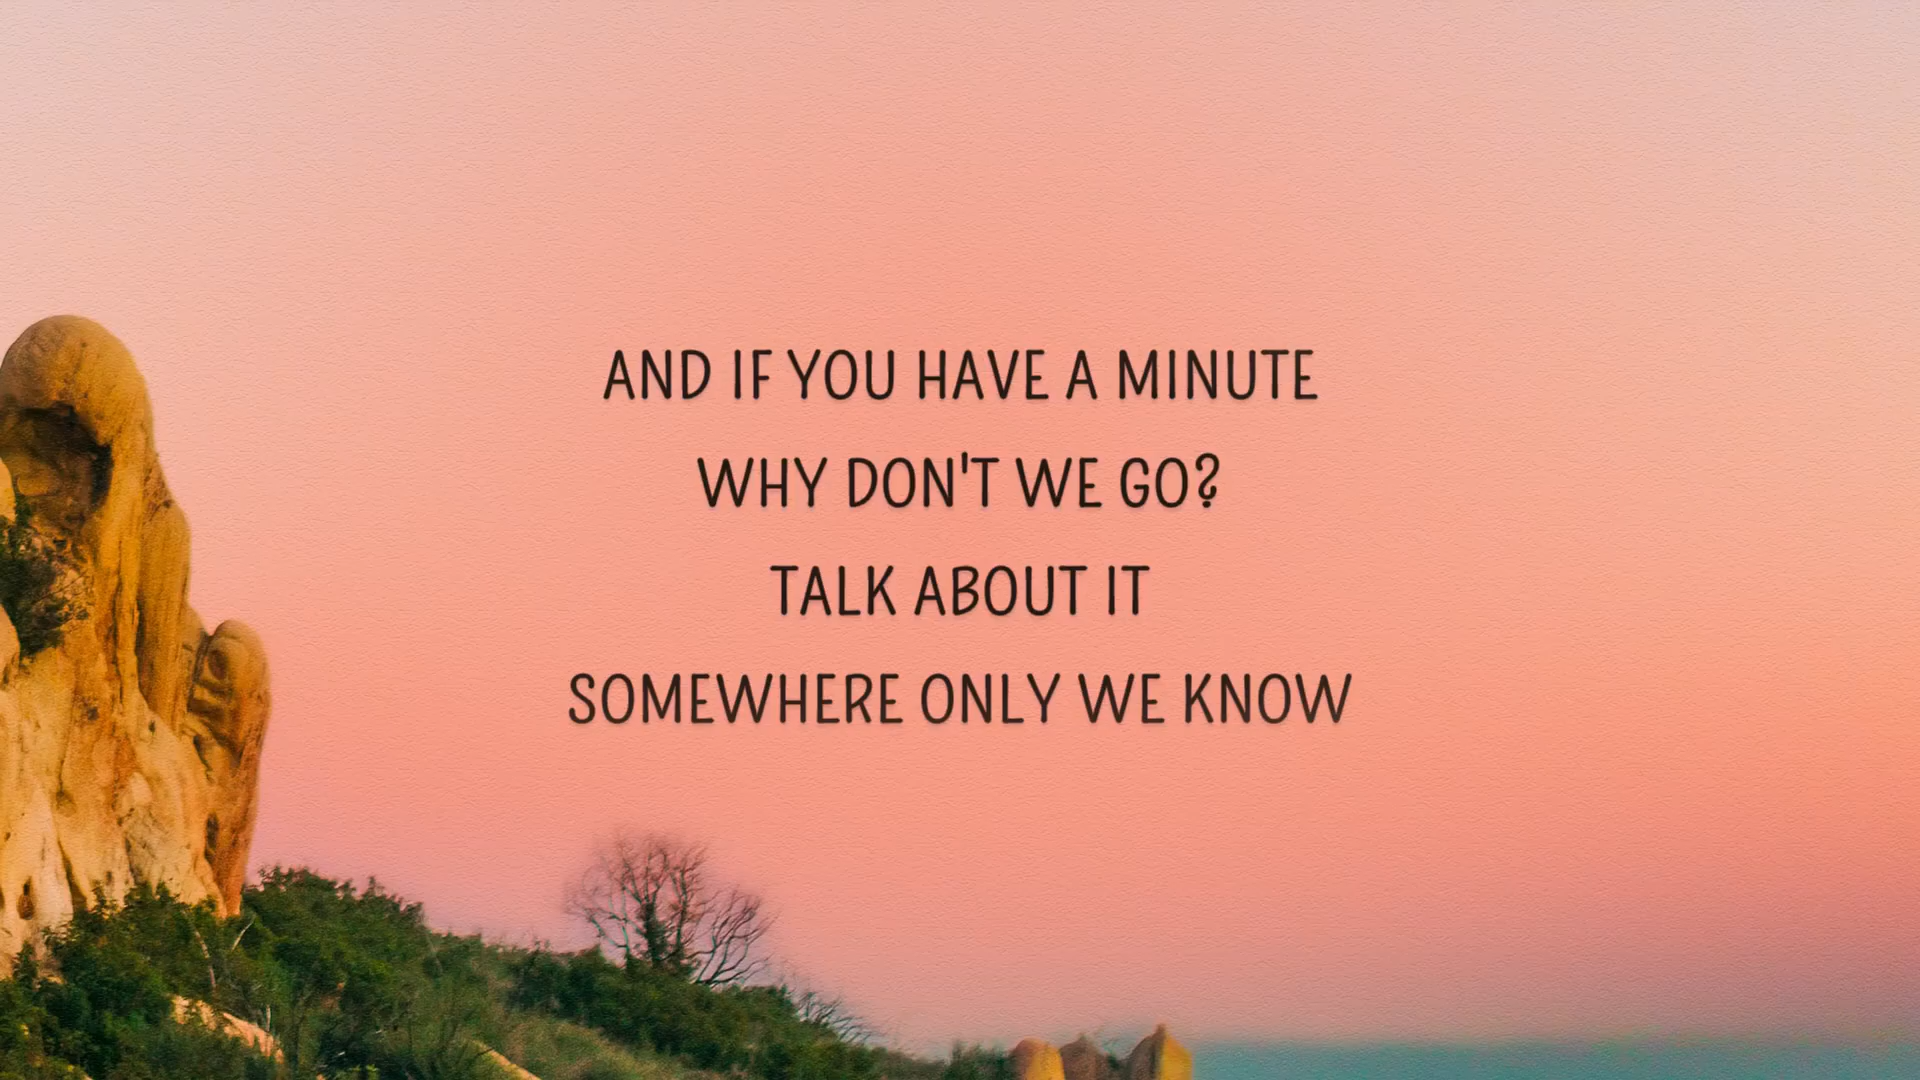 AND IF YOU HAVE A MINUTE
WHY DON'T WE GO?
TALK ABOUT IT
SOMEWHERE ONLY WE KNOW